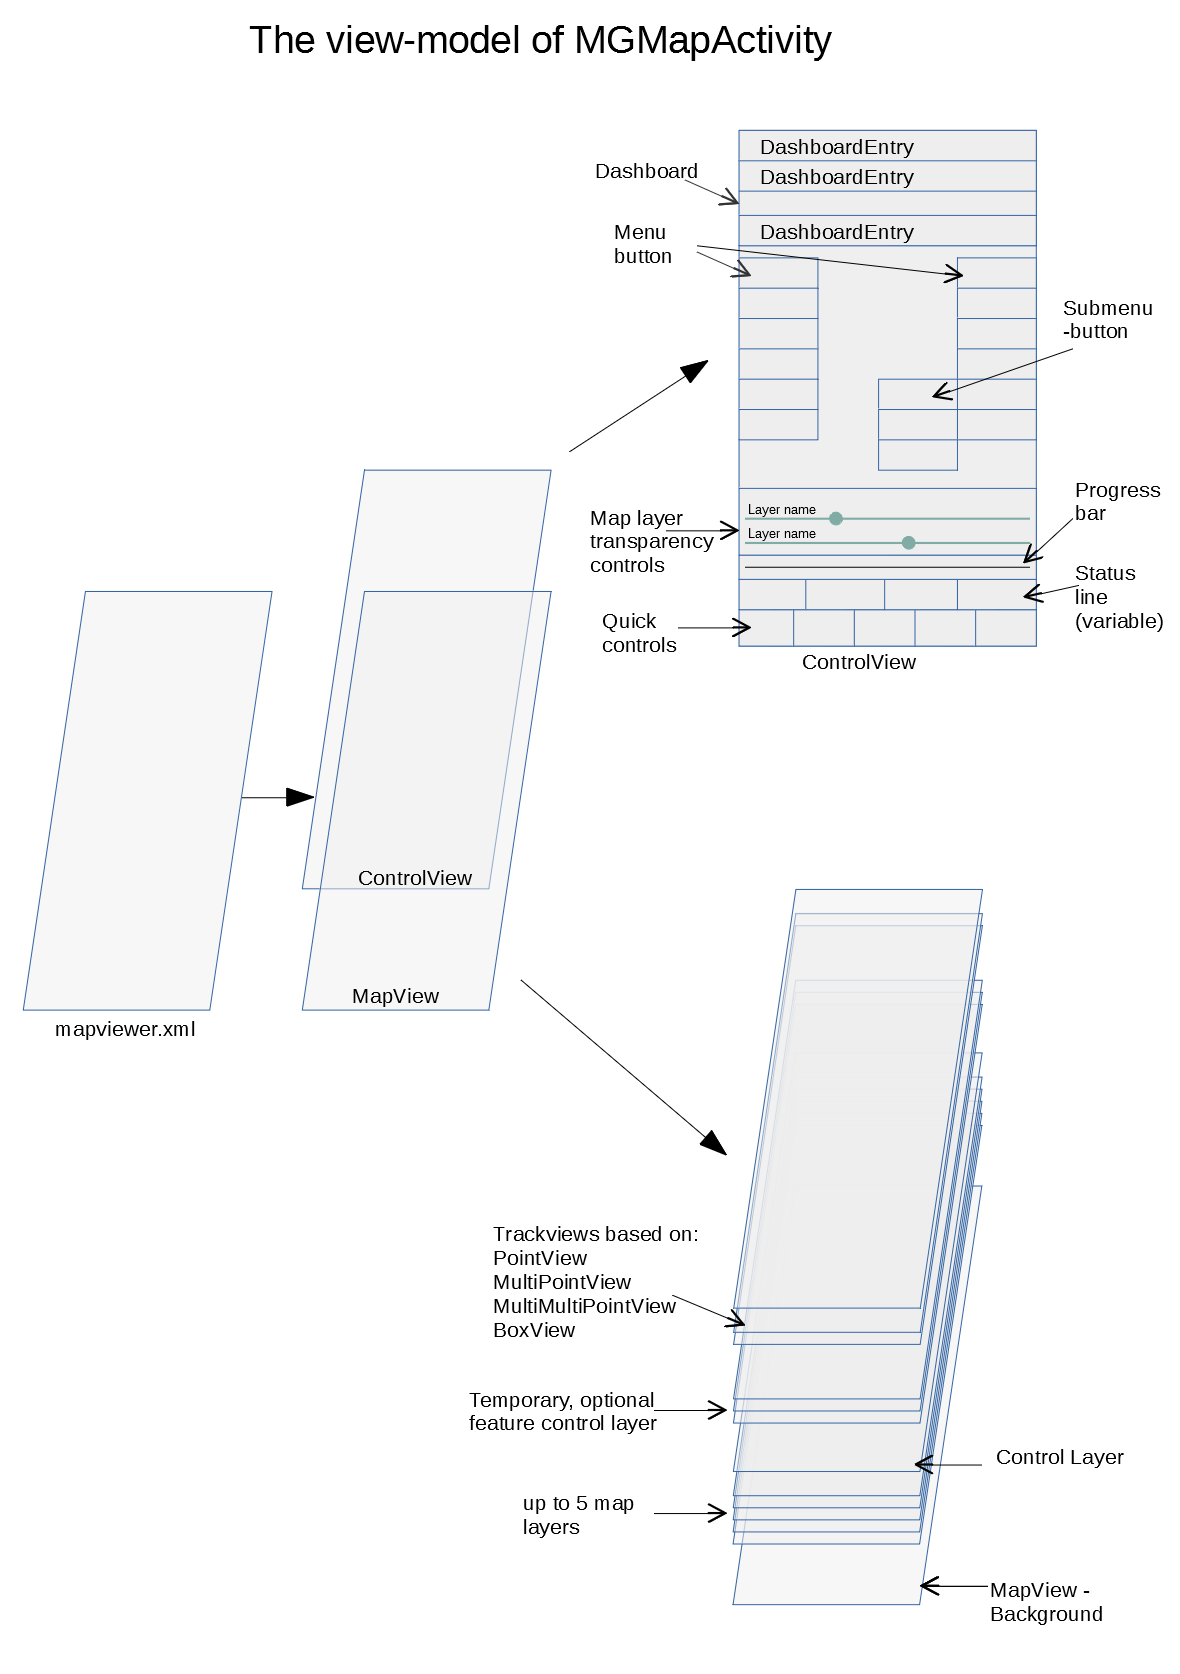 The view-model of MGMapActivity
DashboardEntry
Dashboard
DashboardEntry
Menu
button
DashboardEntry
Submenu
-button
Progress
bar
Layer name
Map layer
transparency
controls
Layer name
Status
line
(variable)
Quick
controls
ControlView
ControlView
MapView
mapviewer.xml
Trackviews based on:
PointView
MultiPointView
MultiMultiPointView
BoxView
Temporary, optional
feature control layer
Control Layer
up to 5 map
layers
MapView -
Background